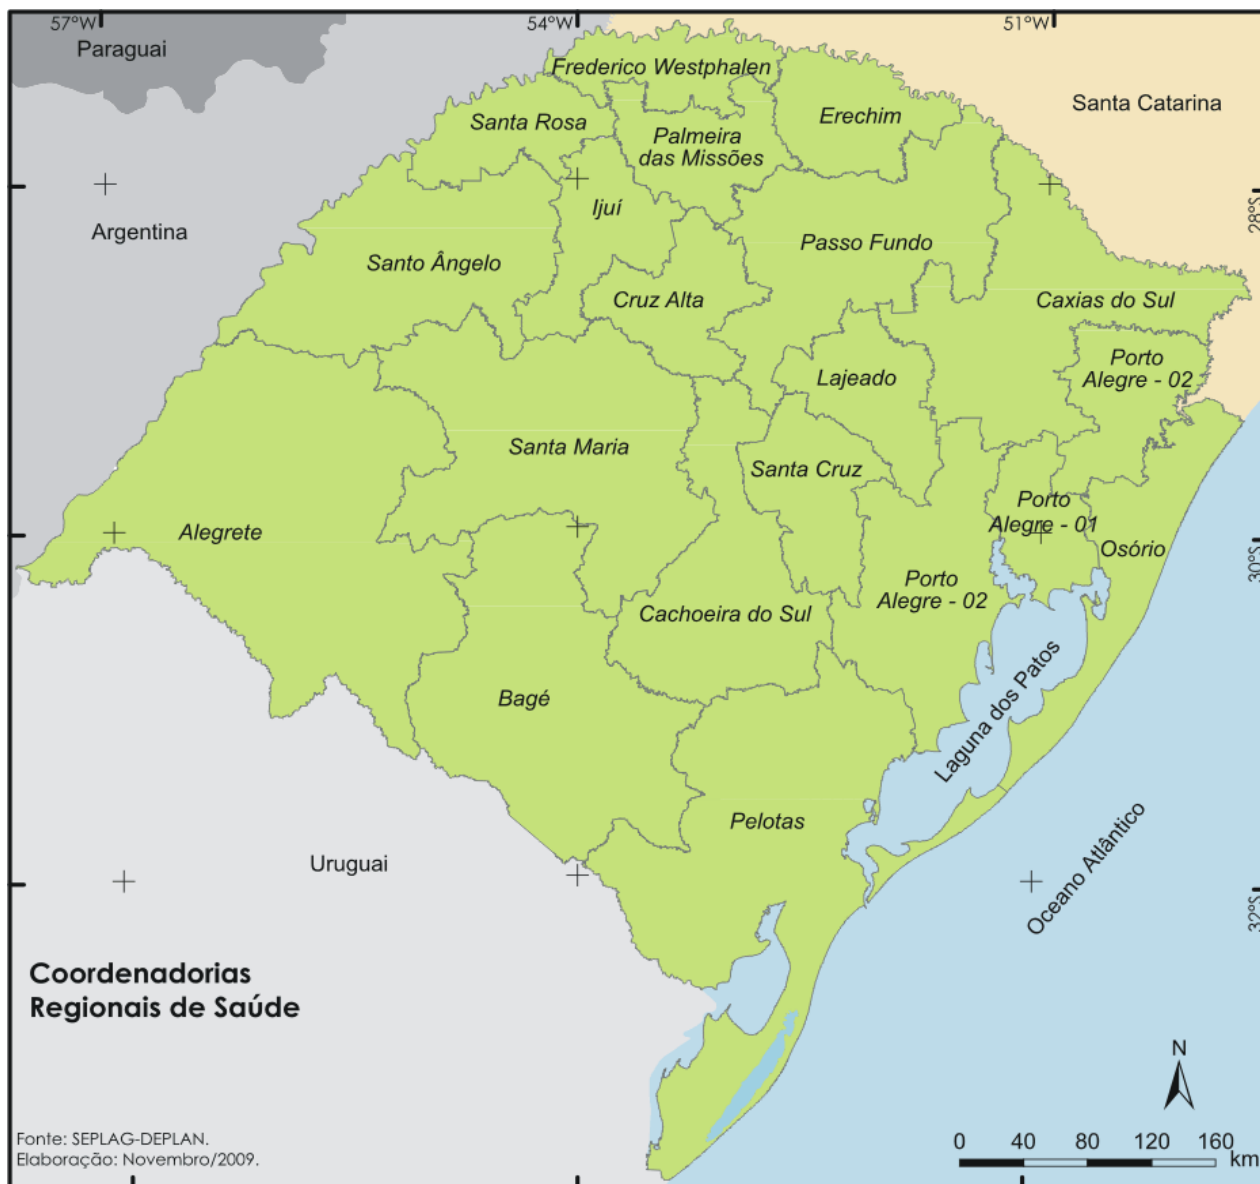 57°W
54°W
51°W
Paraguai
Frederico Westphalen
Santa Catarina
Erechim
Santa Rosa
Palmeira
das Missões
28°S
Ijuí
Argentina
Passo Fundo
Santo Ângelo
Cruz Alta
Caxias do Sul
Porto
Alegre - 02
Lajeado
Santa Maria
Santa Cruz
Porto
Alegre - 01
Alegrete
Osório
30°S
Porto
Alegre - 02
Cachoeira do Sul
Bagé
Laguna dos Patos
Pelotas
Uruguai
Oceano Atlântico
32°S
Coordenadorias
Regionais de Saúde
N
Fonte: SEPLAG-DEPLAN.
Elaboração: Novembro/2009.
0 40 80 120 160
km